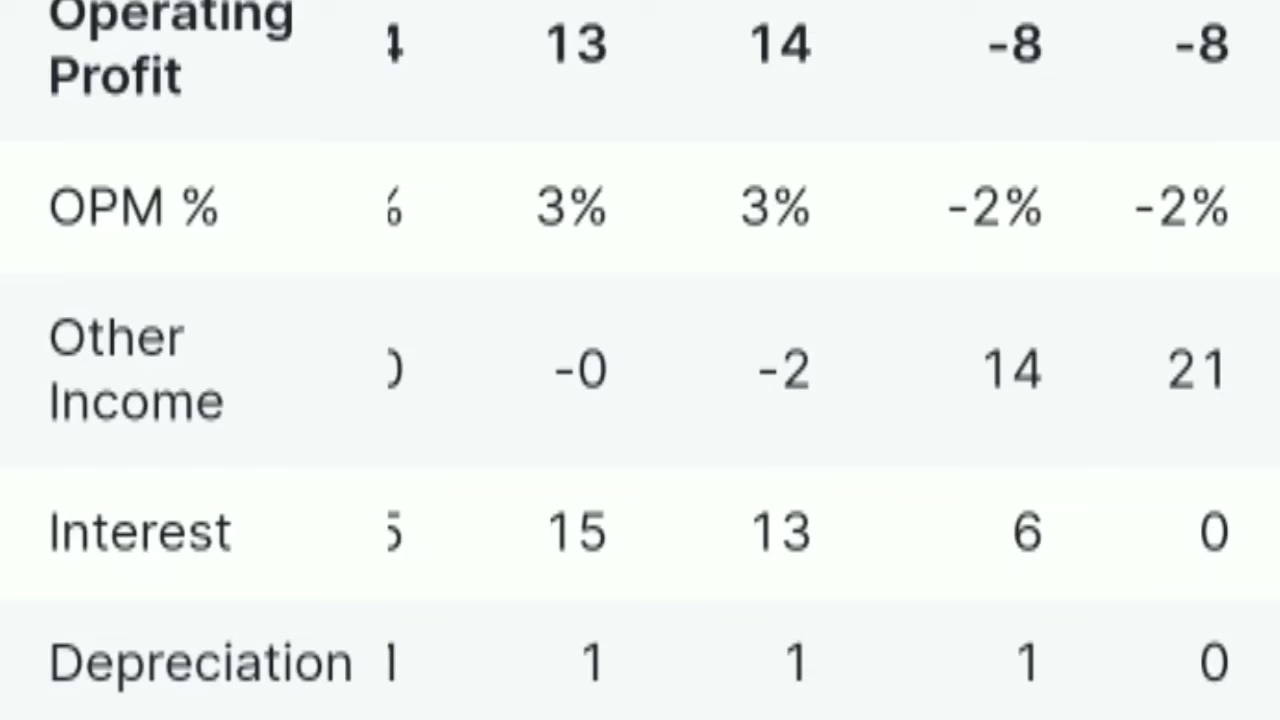 Operating
Profit 13 14 -8 -8
OPM % 3% 3% -2% -2%
Other
Income -0 -2 14 21
Interest 15 13 6 0
Depreciation 1 1 1 0